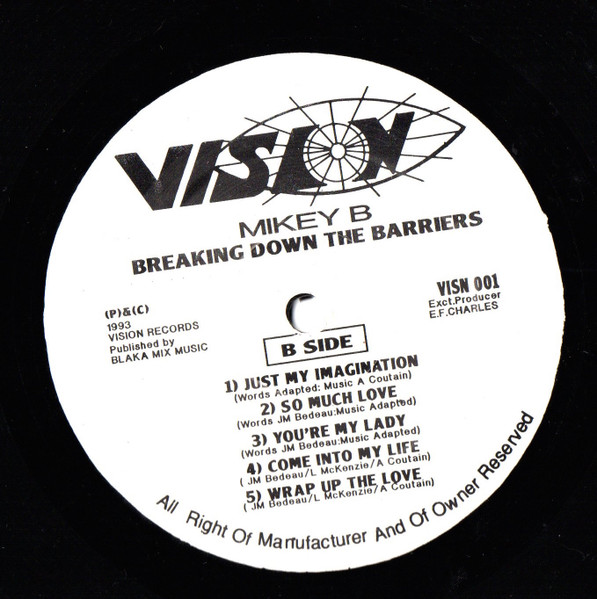 VISION
MIKEY B
BREAKING DOWN THE BARRIERS
(P)&(C)
1993
VISION RECORDS
Published by
BLAKA MIX MUSIC
VISN 001
Exct.Producer
E.F.CHARLES
B SIDE
1) JUST MY IMAGINATION
(Words Adapted: Music A Coutain)
2) SO MUCH LOVE
(Words JM Bedeau:Music Adapted)
3) YOU'RE MY LADY
(Words JM Bedeau:Music Adapted)
4) COME INTO MY LIFE
( JM Bedeau/L McKenzie/A Coutain)
5) WRAP UP THE LOVE
( JM Bedeau/L McKenzie/A Coutain)
All Right Of Manufacturer And Of Owner Reserved